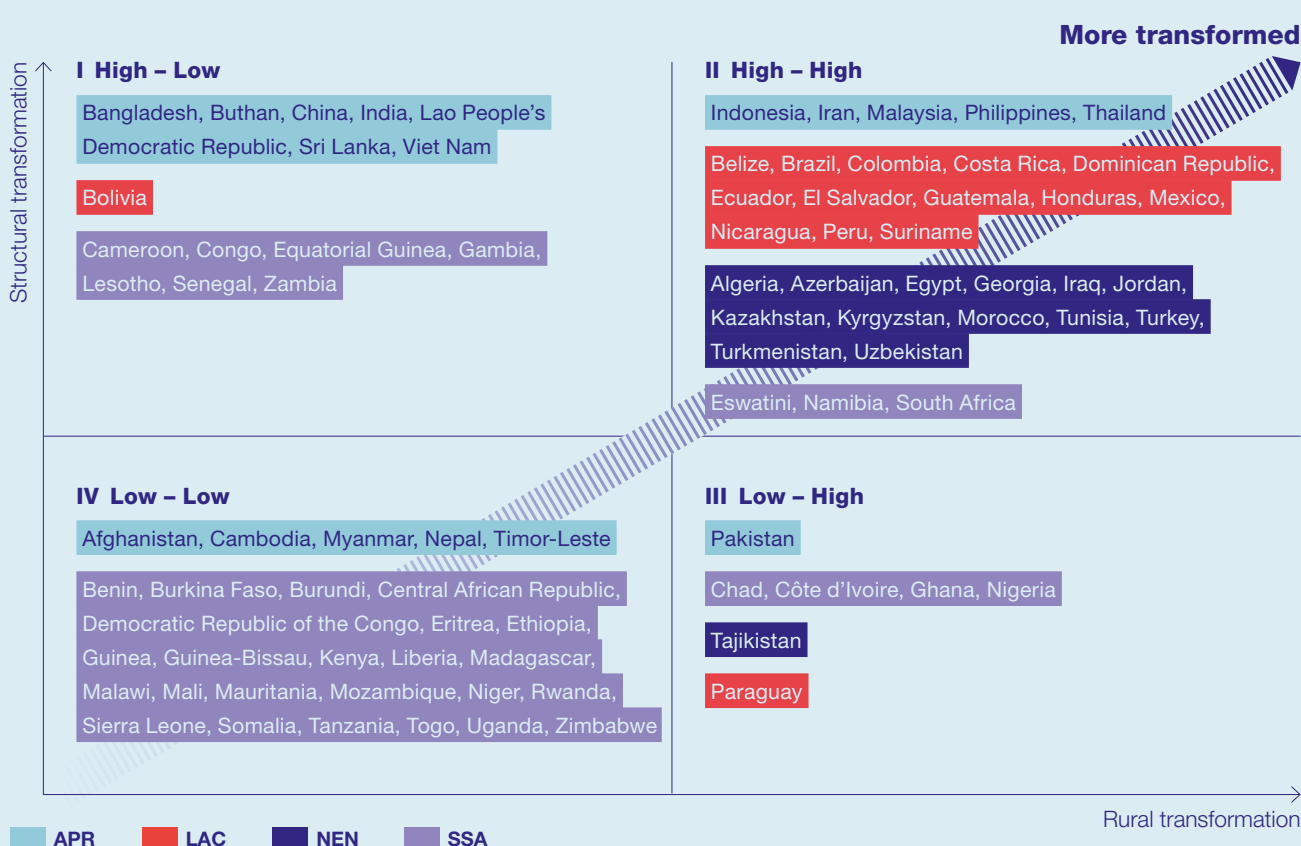 More transformed
Structural transformation
I High – Low
Bangladesh, Buthan, China, India, Lao People's
Democratic Republic, Sri Lanka, Viet Nam
Bolivia
Cameroon, Congo, Equatorial Guinea, Gambia,
Lesotho, Senegal, Zambia
II High – High
Indonesia, Iran, Malaysia, Philippines, Thailand
Belize, Brazil, Colombia, Costa Rica, Dominican Republic,
Ecuador, El Salvador, Guatemala, Honduras, Mexico,
Nicaragua, Peru, Suriname
Algeria, Azerbaijan, Egypt, Georgia, Iraq, Jordan,
Kazakhstan, Kyrgyzstan, Morocco, Tunisia, Turkey,
Turkmenistan, Uzbekistan
Eswatini, Namibia, South Africa
IV Low – Low
Afghanistan, Cambodia, Myanmar, Nepal, Timor-Leste
Benin, Burkina Faso, Burundi, Central African Republic,
Democratic Republic of the Congo, Eritrea, Ethiopia,
Guinea, Guinea-Bissau, Kenya, Liberia, Madagascar,
Malawi, Mali, Mauritania, Mozambique, Niger, Rwanda,
Sierra Leone, Somalia, Tanzania, Togo, Uganda, Zimbabwe
III Low – High
Pakistan
Chad, Côte d'Ivoire, Ghana, Nigeria
Tajikistan
Paraguay
Rural transformation
APR LAC NEN SSA